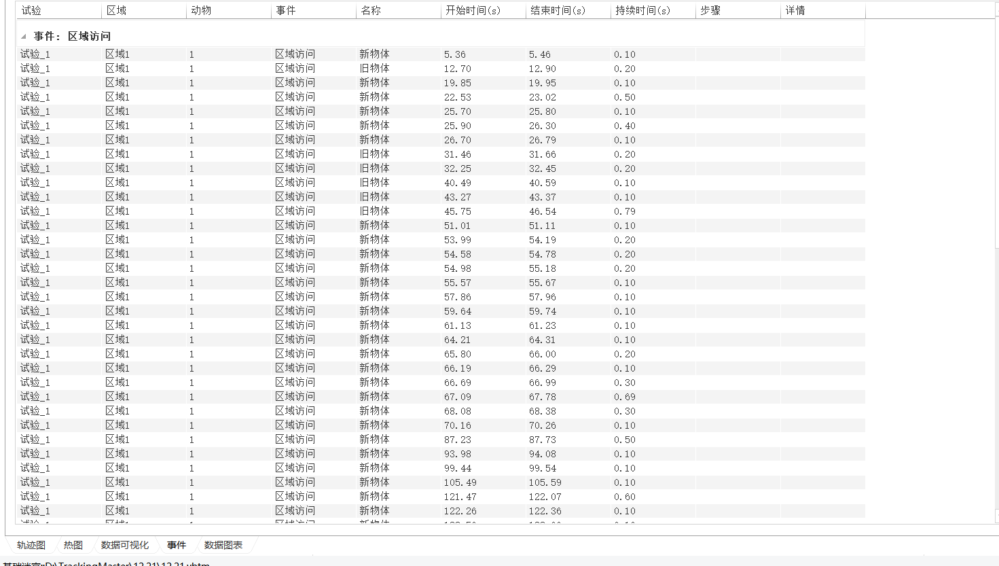 试验 区域 动物 事件 名称 开始时间(s) 结束时间(s) 持续时间(s) 步骤 详情
事件: 区域访问
试验_1 区域1 1 区域访问 新物体 5.36 5.46 0.10
试验_1 区域1 1 区域访问 旧物体 12.70 12.90 0.20
试验_1 区域1 1 区域访问 新物体 19.85 19.95 0.10
试验_1 区域1 1 区域访问 新物体 22.53 23.02 0.50
试验_1 区域1 1 区域访问 新物体 25.70 25.80 0.10
试验_1 区域1 1 区域访问 新物体 25.90 26.30 0.40
试验_1 区域1 1 区域访问 新物体 26.70 26.79 0.10
试验_1 区域1 1 区域访问 旧物体 31.46 31.66 0.20
试验_1 区域1 1 区域访问 旧物体 32.25 32.45 0.20
试验_1 区域1 1 区域访问 旧物体 40.49 40.59 0.10
试验_1 区域1 1 区域访问 旧物体 43.27 43.37 0.10
试验_1 区域1 1 区域访问 旧物体 45.75 46.54 0.79
试验_1 区域1 1 区域访问 新物体 51.01 51.11 0.10
试验_1 区域1 1 区域访问 新物体 53.99 54.19 0.20
试验_1 区域1 1 区域访问 新物体 54.58 54.78 0.20
试验_1 区域1 1 区域访问 新物体 54.98 55.18 0.20
试验_1 区域1 1 区域访问 新物体 55.57 55.67 0.10
试验_1 区域1 1 区域访问 新物体 57.86 57.96 0.10
试验_1 区域1 1 区域访问 新物体 59.64 59.74 0.10
试验_1 区域1 1 区域访问 新物体 61.13 61.23 0.10
试验_1 区域1 1 区域访问 新物体 64.21 64.31 0.10
试验_1 区域1 1 区域访问 新物体 65.80 66.00 0.20
试验_1 区域1 1 区域访问 新物体 66.19 66.29 0.10
试验_1 区域1 1 区域访问 新物体 66.69 66.99 0.30
试验_1 区域1 1 区域访问 新物体 67.09 67.78 0.69
试验_1 区域1 1 区域访问 新物体 68.08 68.38 0.30
试验_1 区域1 1 区域访问 新物体 70.16 70.26 0.10
试验_1 区域1 1 区域访问 新物体 87.23 87.73 0.50
试验_1 区域1 1 区域访问 新物体 93.98 94.08 0.10
试验_1 区域1 1 区域访问 新物体 99.44 99.54 0.10
试验_1 区域1 1 区域访问 新物体 105.49 105.59 0.10
试验_1 区域1 1 区域访问 新物体 121.47 122.07 0.60
试验_1 区域1 1 区域访问 新物体 122.26 122.36 0.10
轨迹图 热图 数据可视化 事件 数据图表